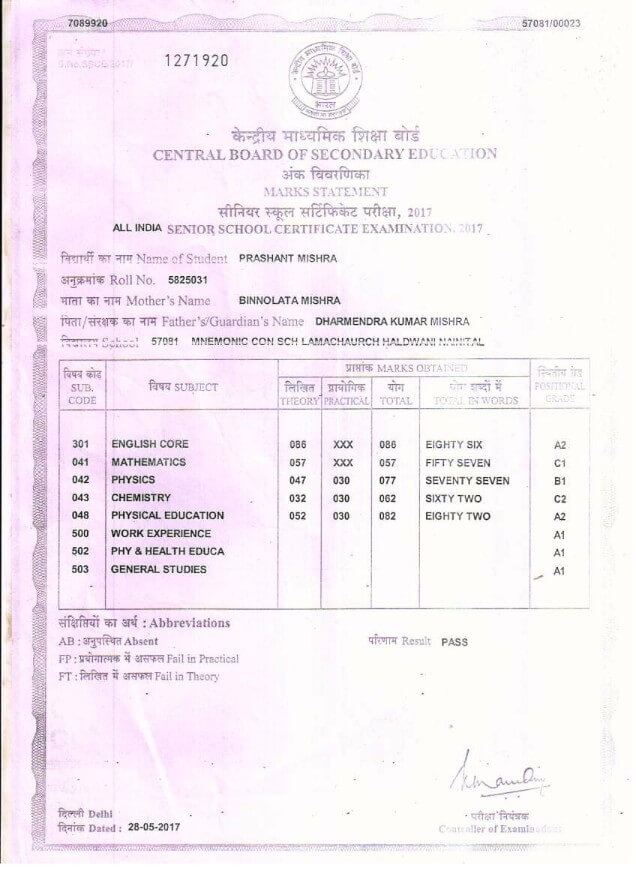 7089920 57081/00023
1271920
भारत
केन्द्रीय माध्यमिक शिक्षा बोर्ड
CENTRAL BOARD OF SECONDARY EDUCATION
अंक विवरणिका
MARKS STATEMENT
सीनियर स्कूल सर्टिफिकेट परीक्षा, 2017
ALL INDIA SENIOR SCHOOL CERTIFICATE EXAMINATION, 2017
विद्यार्थी का नाम Name of Student PRASHANT MISHRA
अनुक्रमांक Roll No. 5825031
माता का नाम Mother's Name BINNOLATA MISHRA
पिता/संरक्षक का नाम Father's/Guardian's Name DHARMENDRA KUMAR MISHRA
विद्यालय School 57081 MNEMONIC CON SCH LAMACHAURCH HALDWANI NAINITAL
विषय कोड SUB. CODE विषय SUBJECT प्राप्तांक MARKS OBTAINED स्थितीय ग्रेड POSITIONAL GRADE
लिखित THEORY प्रायोगिक PRACTICAL योग TOTAL योग शब्दों में TOTAL IN WORDS
301 ENGLISH CORE 086 XXX 086 EIGHTY SIX A2
041 MATHEMATICS 057 XXX 057 FIFTY SEVEN C1
042 PHYSICS 047 030 077 SEVENTY SEVEN B1
043 CHEMISTRY 032 030 062 SIXTY TWO C2
048 PHYSICAL EDUCATION 052 030 082 EIGHTY TWO A2
500 WORK EXPERIENCE A1
502 PHY & HEALTH EDUCA A1
503 GENERAL STUDIES A1
संक्षिप्तियों का अर्थ : Abbreviations
AB : अनुपस्थित Absent परिणाम Result PASS
FP : प्रयोगात्मक में असफल Fail in Practical
FT : लिखित में असफल Fail in Theory
दिल्ली Delhi
दिनांक Dated : 28-05-2017
परीक्षा नियंत्रक
Controller of Examinations